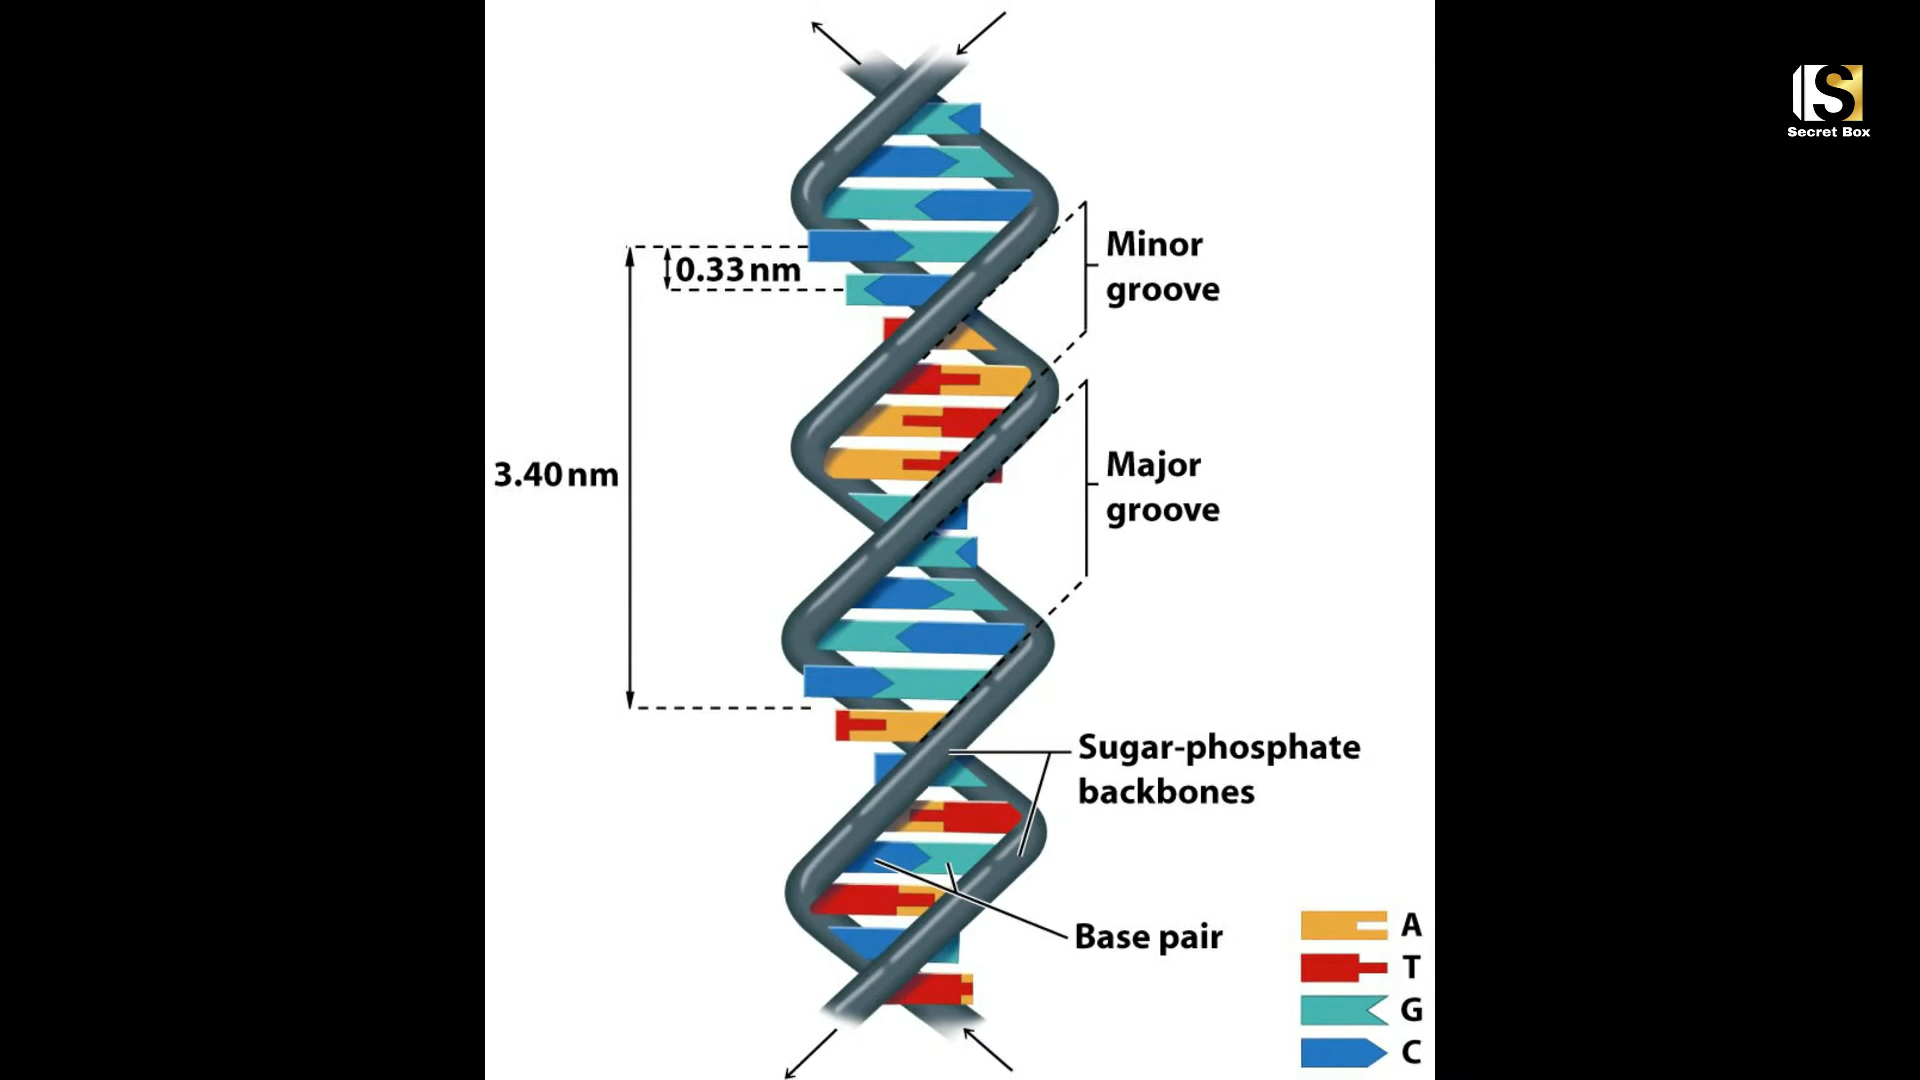 S
Secret Box
Minor
groove
0.33 nm
3.40 nm
Major
groove
Sugar-phosphate
backbones
Base pair
A
T
G
C